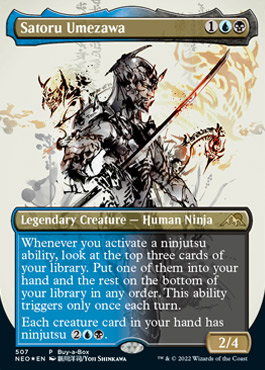 Satoru Umezawa 1
Legendary Creature — Human Ninja
Whenever you activate a ninjutsu
ability, look at the top three cards of
your library. Put one of them into your
hand and the rest on the bottom of
your library in any order. This ability
triggers only once each turn.
Each creature card in your hand has
ninjutsu 2
2/4
507 P Buy-a-Box
NEO EN YOJI SHINKAWA
™ & © 2022 Wizards of the Coast